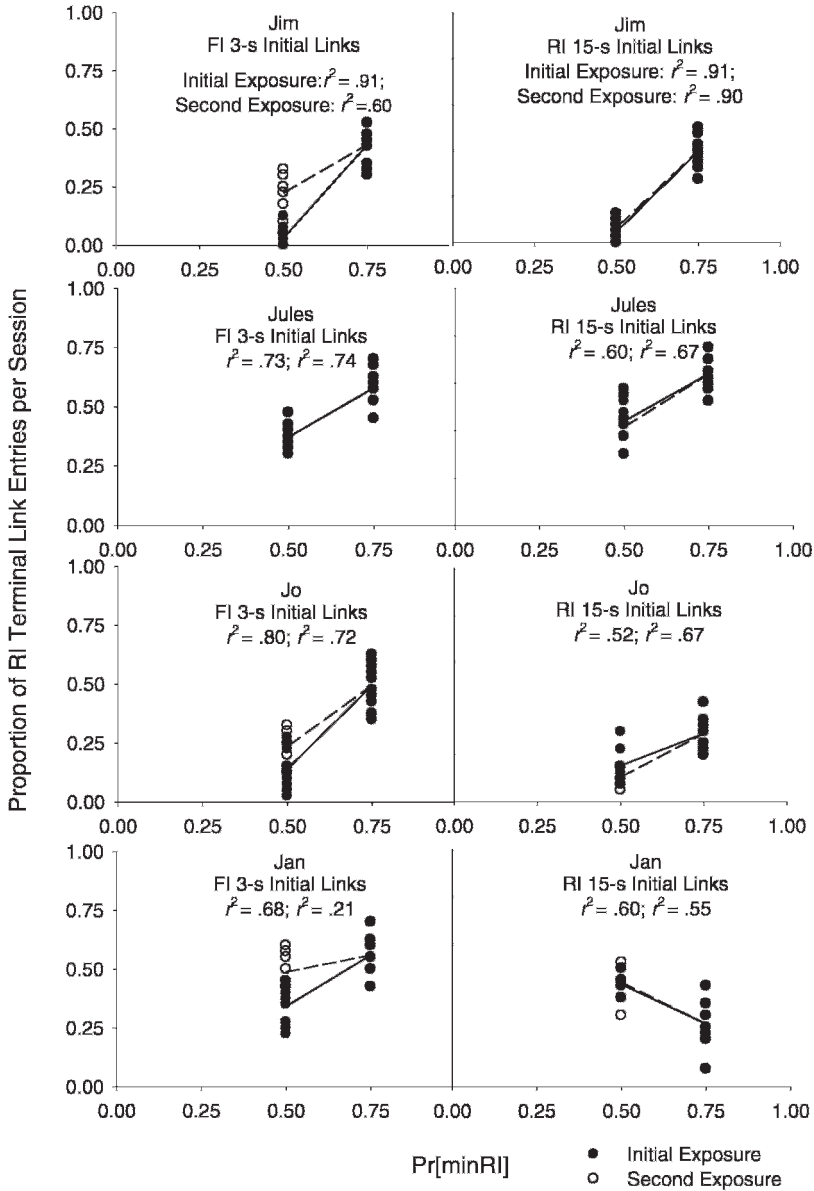 Proportion of RI Terminal Link Entries per Session
Jim
FI 3-s Initial Links
Initial Exposure:r² = .91;
Second Exposure: r² =.60
1.00
0.75
0.50
0.25
0.00
0.00 0.25 0.50 0.75
Jim
RI 15-s Initial Links
Initial Exposure: r² = .91;
Second Exposure: r² = .90
0.00 0.25 0.50 0.75 1.00
Jules
FI 3-s Initial Links
r² = .73; r² = .74
1.00
0.75
0.50
0.25
0.00
0.00 0.25 0.50 0.75
Jules
RI 15-s Initial Links
r² = .60; r² = .67
0.00 0.25 0.50 0.75 1.00
Jo
FI 3-s Initial Links
r² = .80; r² = .72
1.00
0.75
0.50
0.25
0.00
0.00 0.25 0.50 0.75
Jo
RI 15-s Initial Links
r² = .52; r² = .67
0.00 0.25 0.50 0.75 1.00
Jan
FI 3-s Initial Links
r² = .68; r² = .21
1.00
0.75
0.50
0.25
0.00
0.00 0.25 0.50 0.75
Jan
RI 15-s Initial Links
r² = .60; r² = .55
0.00 0.25 0.50 0.75 1.00
Pr[minRI]
Initial Exposure
Second Exposure